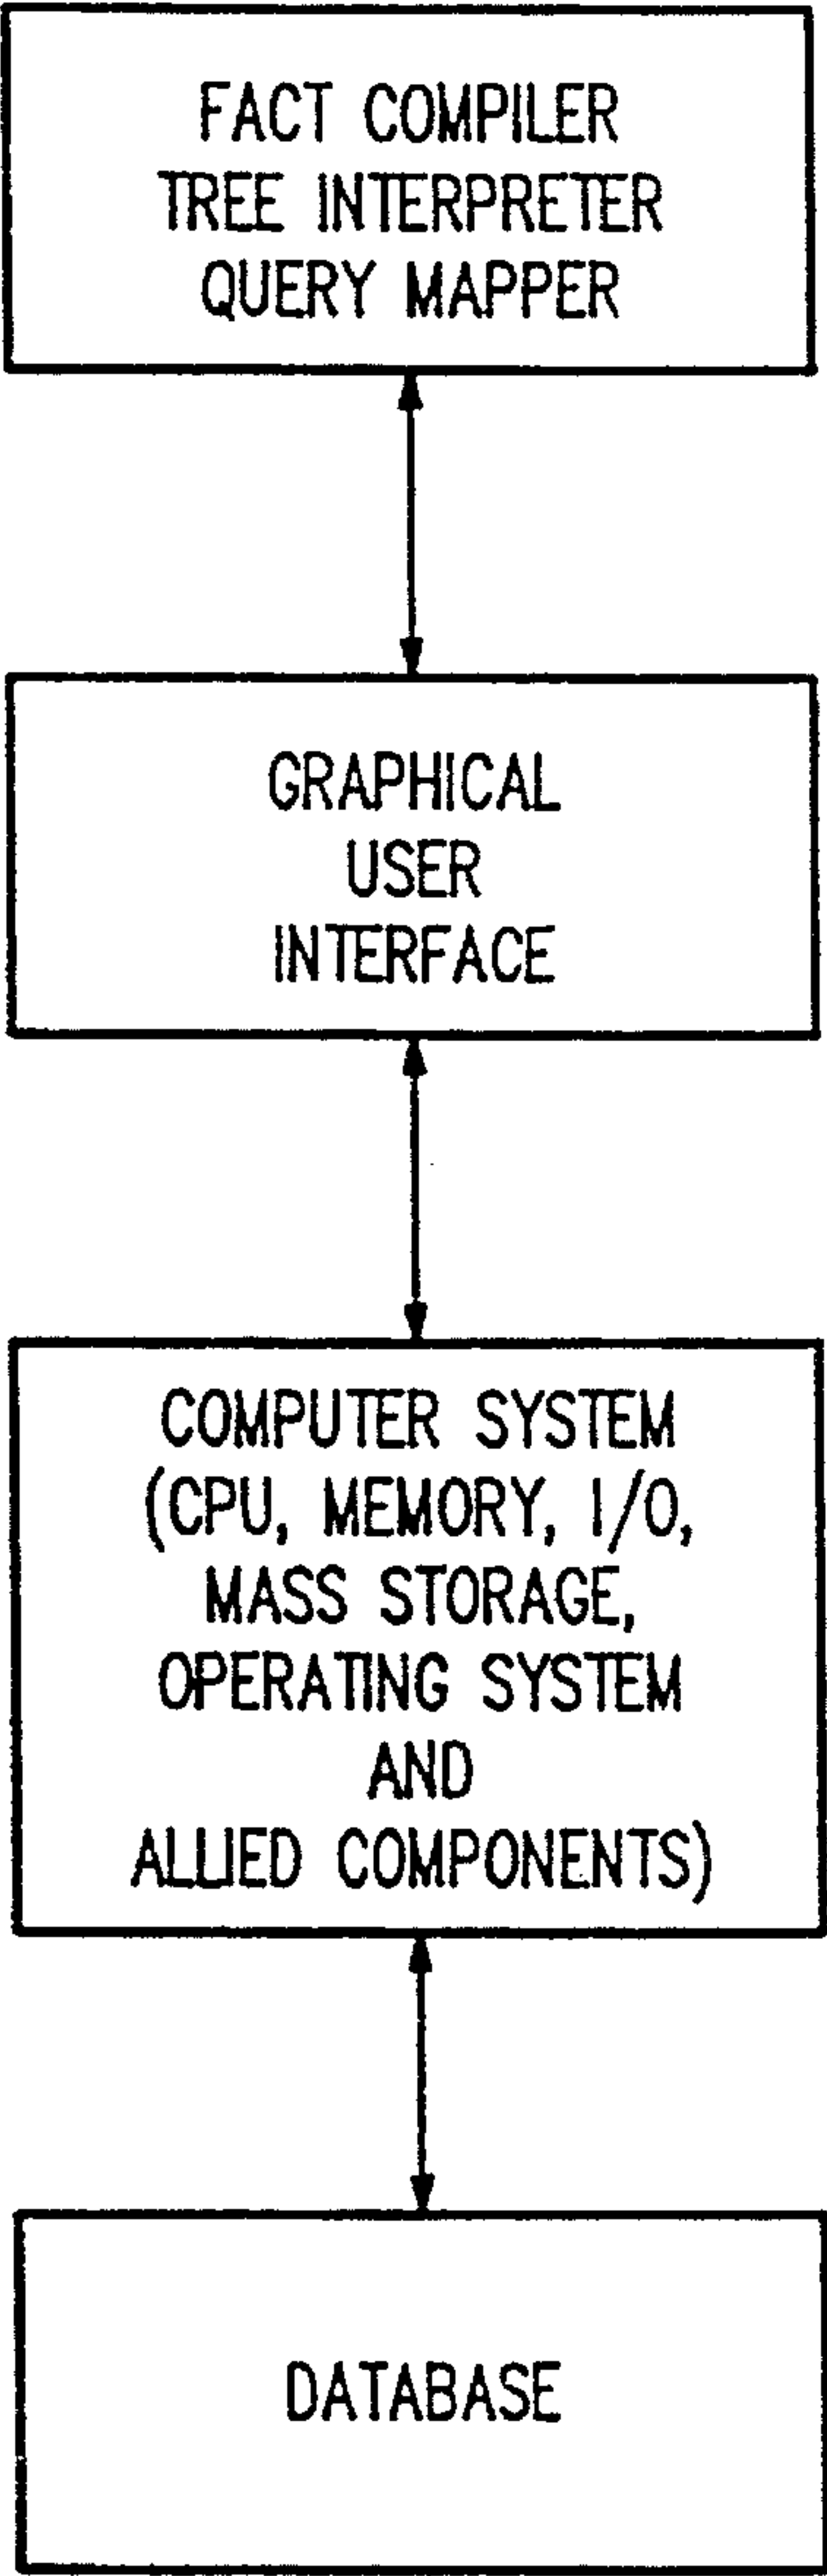 FACT COMPILER
TREE INTERPRETER
QUERY MAPPER
GRAPHICAL
USER
INTERFACE
COMPUTER SYSTEM
(CPU, MEMORY, I/O,
MASS STORAGE,
OPERATING SYSTEM
AND
ALLIED COMPONENTS)
DATABASE